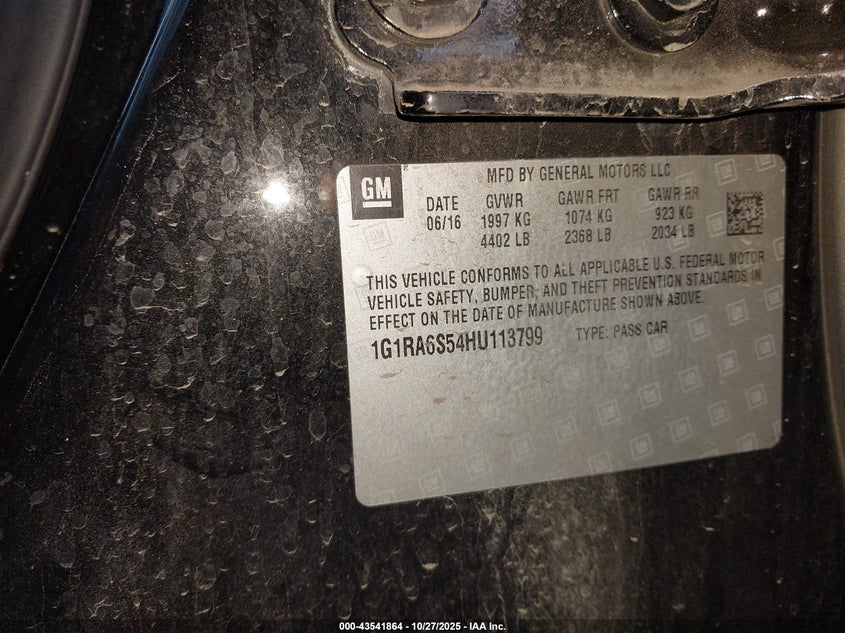 GM
MFD BY GENERAL MOTORS LLC
DATE GVWR GAWR FRT GAWR RR
06/16 1997 KG 1074 KG 923 KG
4402 LB 2368 LB 2034 LB
THIS VEHICLE CONFORMS TO ALL APPLICABLE U.S. FEDERAL MOTOR
VEHICLE SAFETY, BUMPER, AND THEFT PREVENTION STANDARDS IN
EFFECT ON THE DATE OF MANUFACTURE SHOWN ABOVE.
1G1RA6S54HU113799 TYPE: PASS CAR
000-43541864 | 10/27/2025 - IAA Inc.